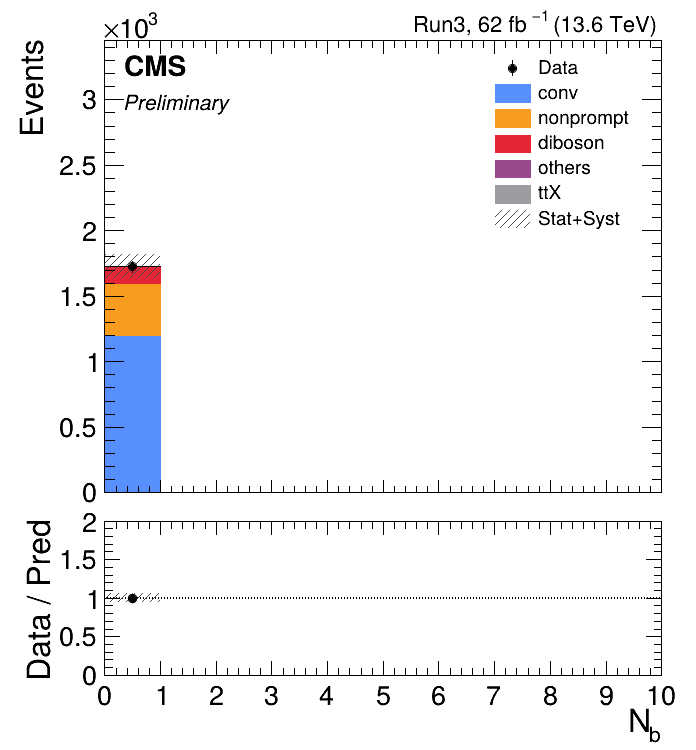 ×10³
Run3, 62 fb⁻¹ (13.6 TeV)
Events
CMS
Preliminary
Data
conv
nonprompt
diboson
others
ttX
Stat+Syst
3
2.5
2
1.5
1
0.5
0
Data / Pred
2
1.5
1
0.5
0
0 1 2 3 4 5 6 7 8 9 10
N_b